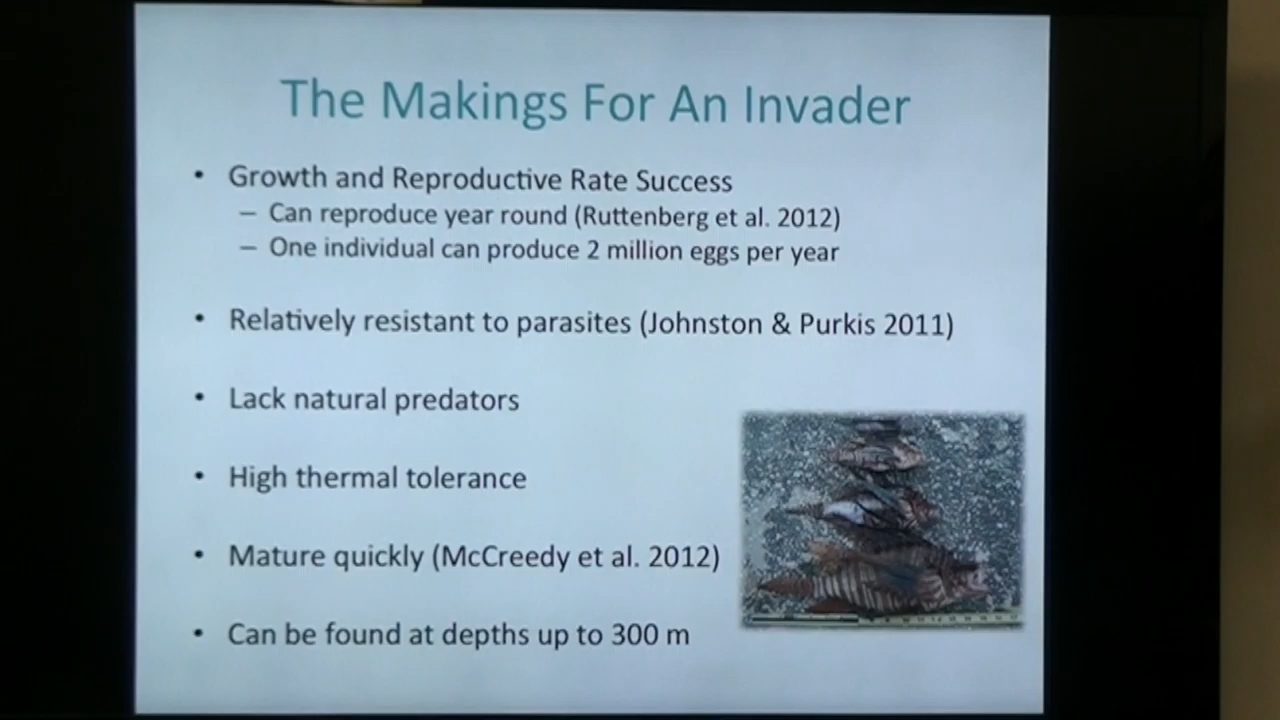 The Makings For An Invader
• Growth and Reproductive Rate Success
– Can reproduce year round (Ruttenberg et al. 2012)
– One individual can produce 2 million eggs per year
• Relatively resistant to parasites (Johnston & Purkis 2011)
• Lack natural predators
• High thermal tolerance
• Mature quickly (McCreedy et al. 2012)
• Can be found at depths up to 300 m